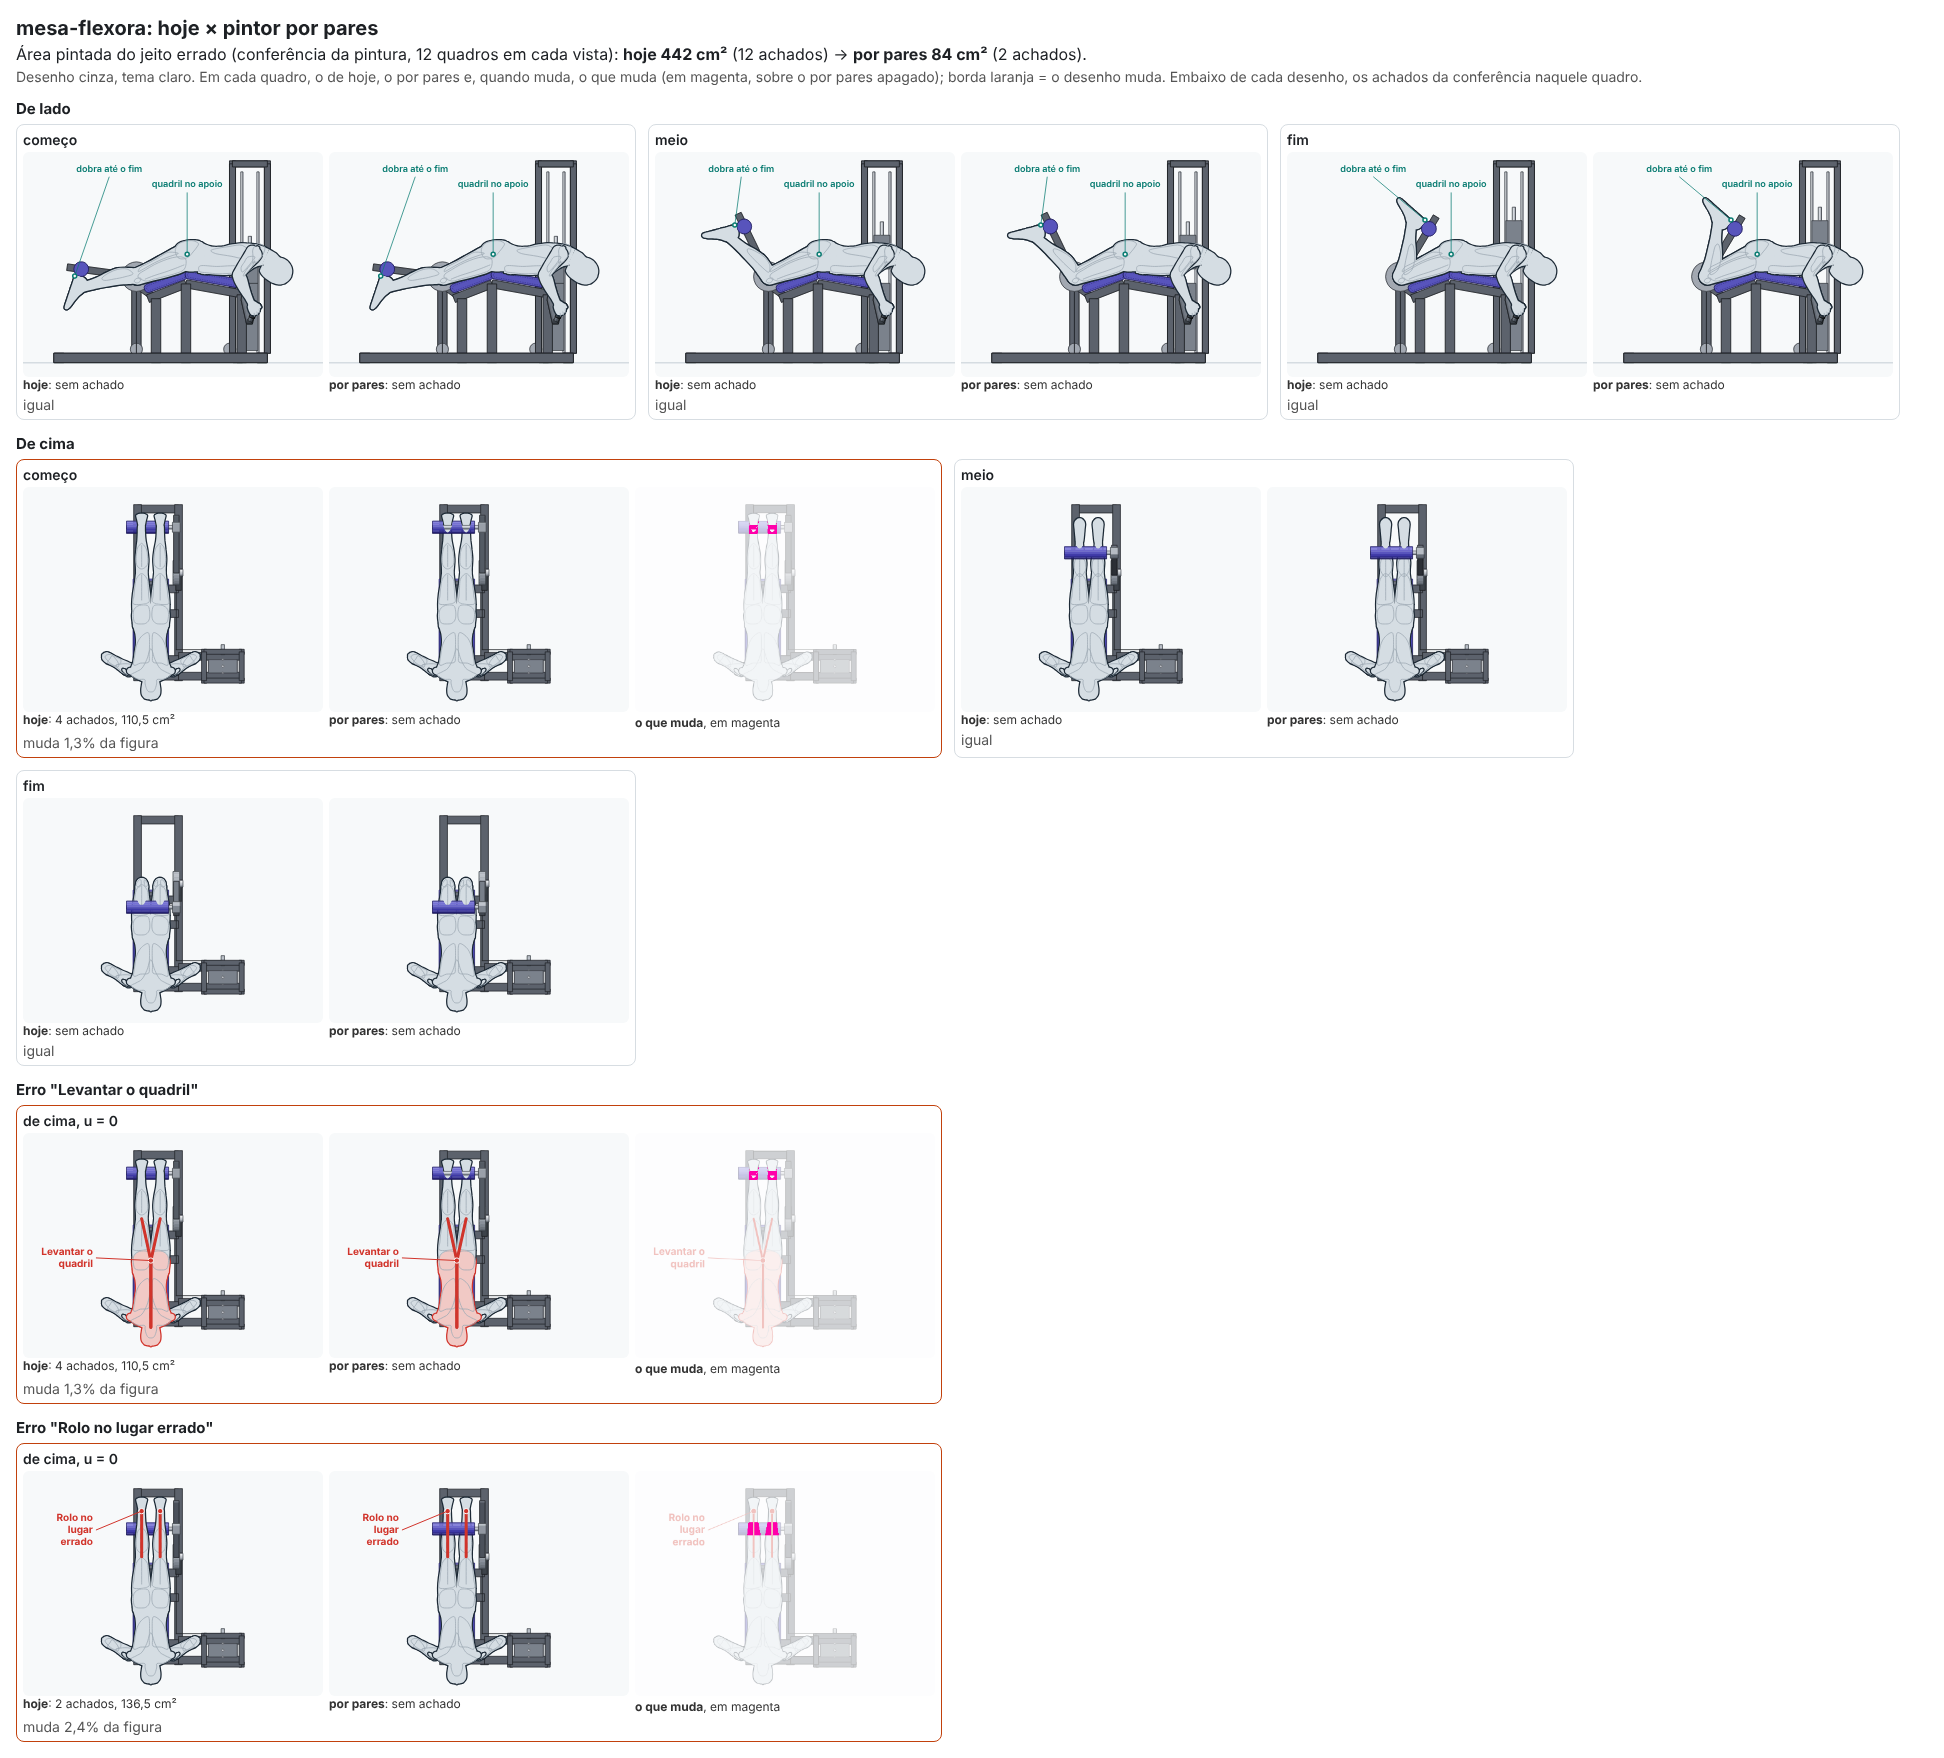 mesa-flexora: hoje × pintor por pares
Área pintada do jeito errado (conferência da pintura, 12 quadros em cada vista): hoje 442 cm² (12 achados) → por pares 84 cm² (2 achados).
Desenho cinza, tema claro. Em cada quadro, o de hoje, o por pares e, quando muda, o que muda (em magenta, sobre o por pares apagado); borda laranja = o desenho muda. Embaixo de cada desenho, os achados da conferência naquele quadro.
De lado
começo
dobra até o fim
quadril no apoio
dobra até o fim
quadril no apoio
hoje: sem achado
por pares: sem achado
igual
meio
dobra até o fim
quadril no apoio
dobra até o fim
quadril no apoio
hoje: sem achado
por pares: sem achado
igual
fim
dobra até o fim
quadril no apoio
dobra até o fim
quadril no apoio
hoje: sem achado
por pares: sem achado
igual
De cima
começo
hoje: 4 achados, 110,5 cm²
por pares: sem achado
o que muda, em magenta
muda 1,3% da figura
meio
hoje: sem achado
por pares: sem achado
igual
fim
hoje: sem achado
por pares: sem achado
igual
Erro "Levantar o quadril"
de cima, u = 0
Levantar o
quadril
Levantar o
quadril
Levantar o
quadril
hoje: 4 achados, 110,5 cm²
por pares: sem achado
o que muda, em magenta
muda 1,3% da figura
Erro "Rolo no lugar errado"
de cima, u = 0
Rolo no
lugar
errado
Rolo no
lugar
errado
Rolo no
lugar
errado
hoje: 2 achados, 136,5 cm²
por pares: sem achado
o que muda, em magenta
muda 2,4% da figura